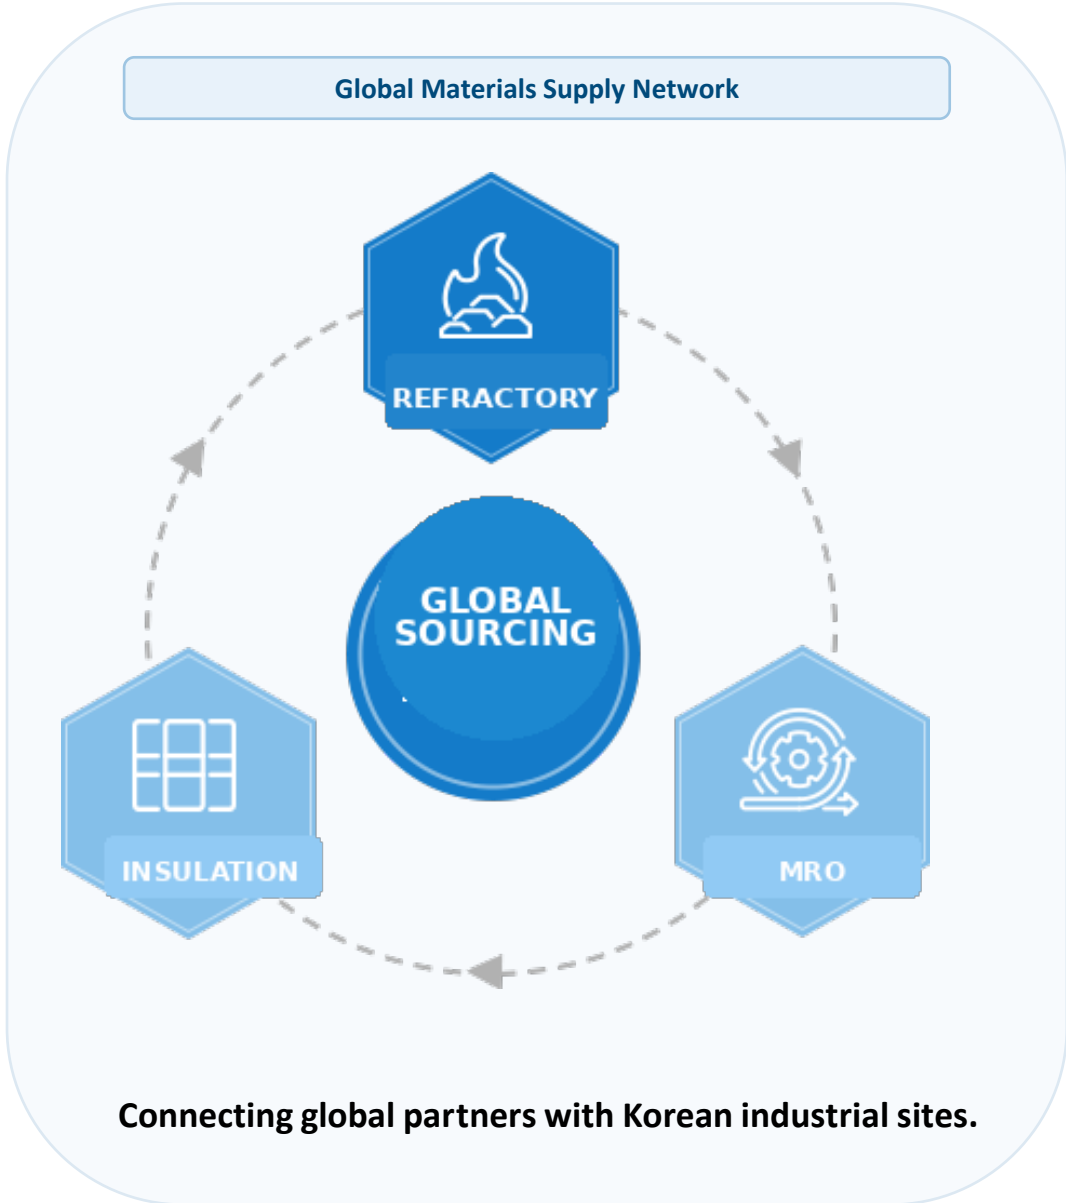 Global Materials Supply Network
REFRACTORY
GLOBAL
SOURCING
INSULATION
MRO
Connecting global partners with Korean industrial sites.